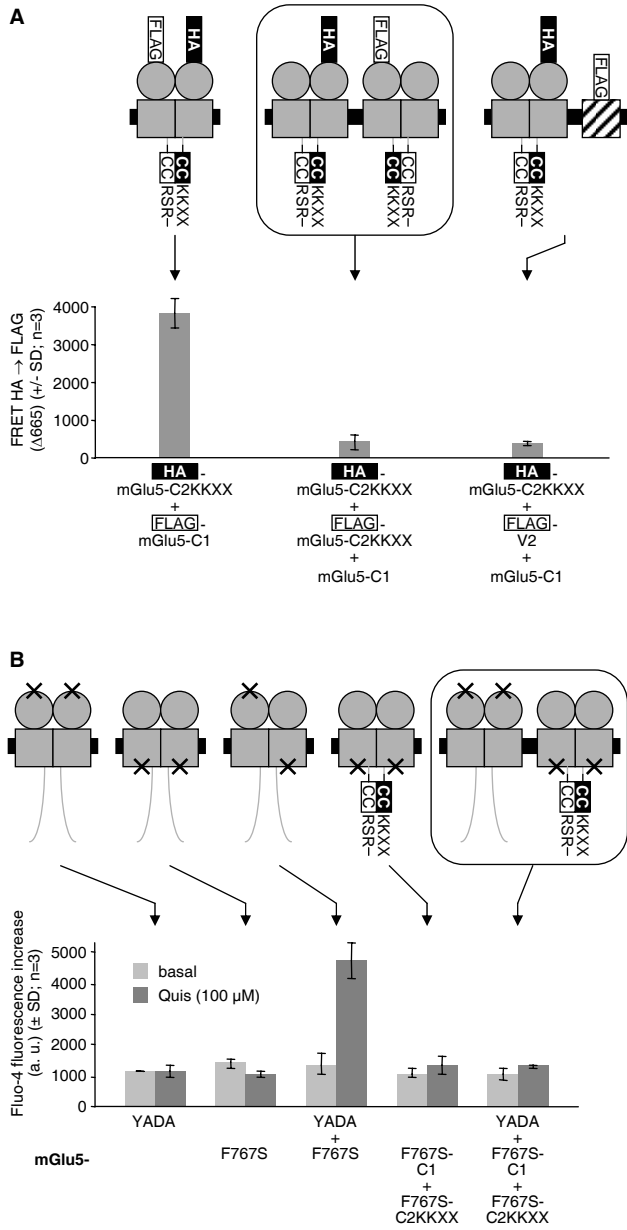 A
FLAG
HA
HA
FLAG
HA
FLAG
CC
CC
RSR–
KKXX
CC
CC
RSR–
KKXX
CC
CC
KKXX
RSR–
CC
CC
RSR–
KKXX
FRET HA → FLAG
(Δ665) (+/- SD; n=3)
4000
3000
2000
1000
0
HA -
mGlu5-C2KKXX
+
FLAG -
mGlu5-C1
HA -
mGlu5-C2KKXX
+
FLAG -
mGlu5-C2KKXX
+
mGlu5-C1
HA -
mGlu5-C2KKXX
+
FLAG -
V2
+
mGlu5-C1
B
CC
CC
RSR–
KKXX
CC
CC
RSR–
KKXX
Fluo-4 fluorescence increase
(a. u.) (± SD; n=3)
5000
4000
3000
2000
1000
0
basal
Quis (100 µM)
mGlu5-
YADA
F767S
YADA
+
F767S
F767S-
C1
+
F767S-
C2KKXX
YADA
+
F767S-
C1
+
F767S-
C2KKXX